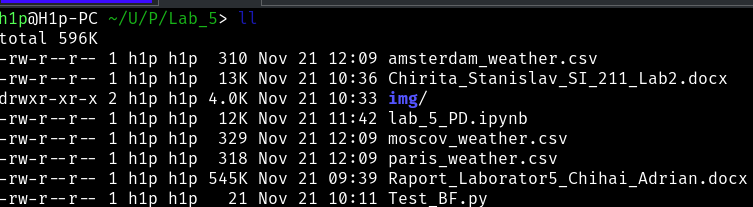 h1p@H1p-PC ~/U/P/Lab_5> ll
total 596K
-rw-r--r-- 1 h1p h1p  310 Nov 21 12:09 amsterdam_weather.csv
-rw-r--r-- 1 h1p h1p  13K Nov 21 10:36 Chirita_Stanislav_SI_211_Lab2.docx
drwxr-xr-x 2 h1p h1p 4.0K Nov 21 10:33 img/
-rw-r--r-- 1 h1p h1p  12K Nov 21 11:42 lab_5_PD.ipynb
-rw-r--r-- 1 h1p h1p  329 Nov 21 12:09 moscov_weather.csv
-rw-r--r-- 1 h1p h1p  318 Nov 21 12:09 paris_weather.csv
-rw-r--r-- 1 h1p h1p 545K Nov 21 09:39 Raport_Laborator5_Chihai_Adrian.docx
-rw-r--r-- 1 h1p h1p   21 Nov 21 10:11 Test_BF.py